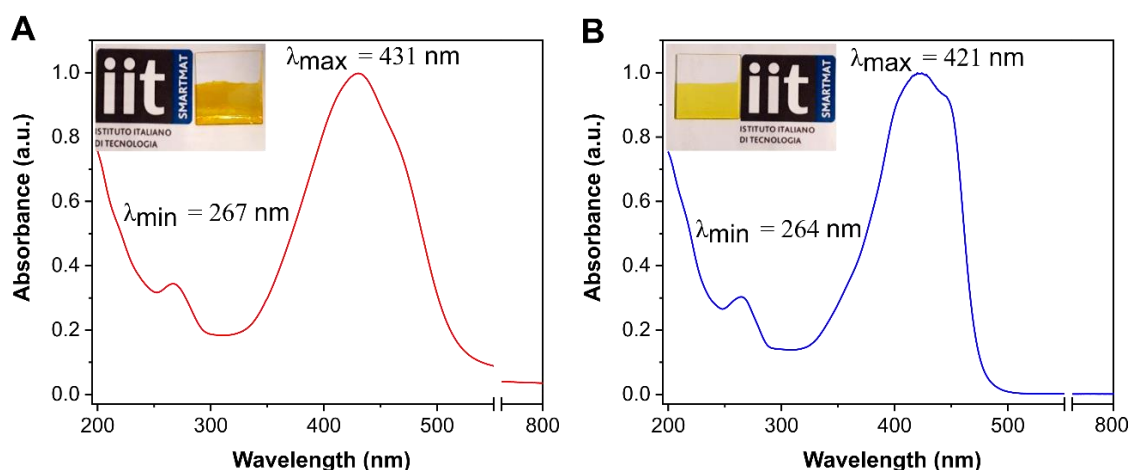 A
iit
SMARTMAT
ISTITUTO ITALIANO
DI TECNOLOGIA
λmax = 431 nm
λmin = 267 nm
Absorbance (a.u.)
1.0
0.8
0.6
0.4
0.2
0.0
200 300 400 500 800
Wavelength (nm)
B
iit
SMARTMAT
ISTITUTO ITALIANO
DI TECNOLOGIA
λmax = 421 nm
λmin = 264 nm
Absorbance (a.u.)
1.0
0.8
0.6
0.4
0.2
0.0
200 300 400 500 800
Wavelength (nm)